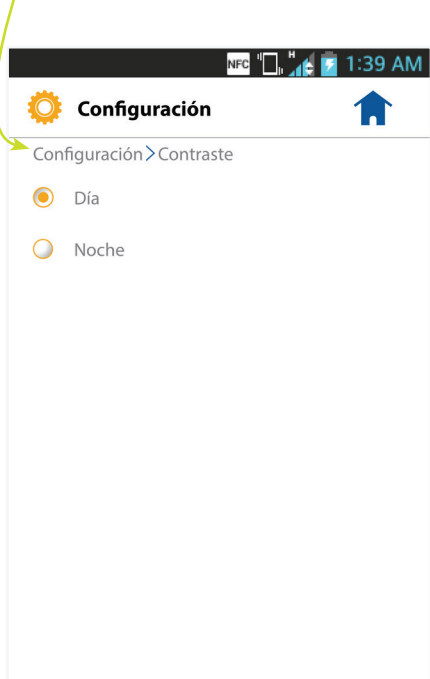 NFC H 1:39 AM
Configuración
Configuración > Contraste
Día
Noche